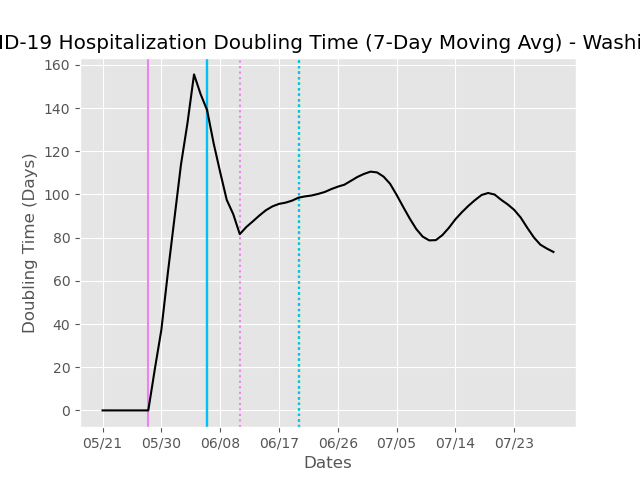 ID-19 Hospitalization Doubling Time (7-Day Moving Avg) - Washi
160
140
120
100
80
60
40
20
0
Doubling Time (Days)
05/21 05/30 06/08 06/17 06/26 07/05 07/14 07/23
Dates